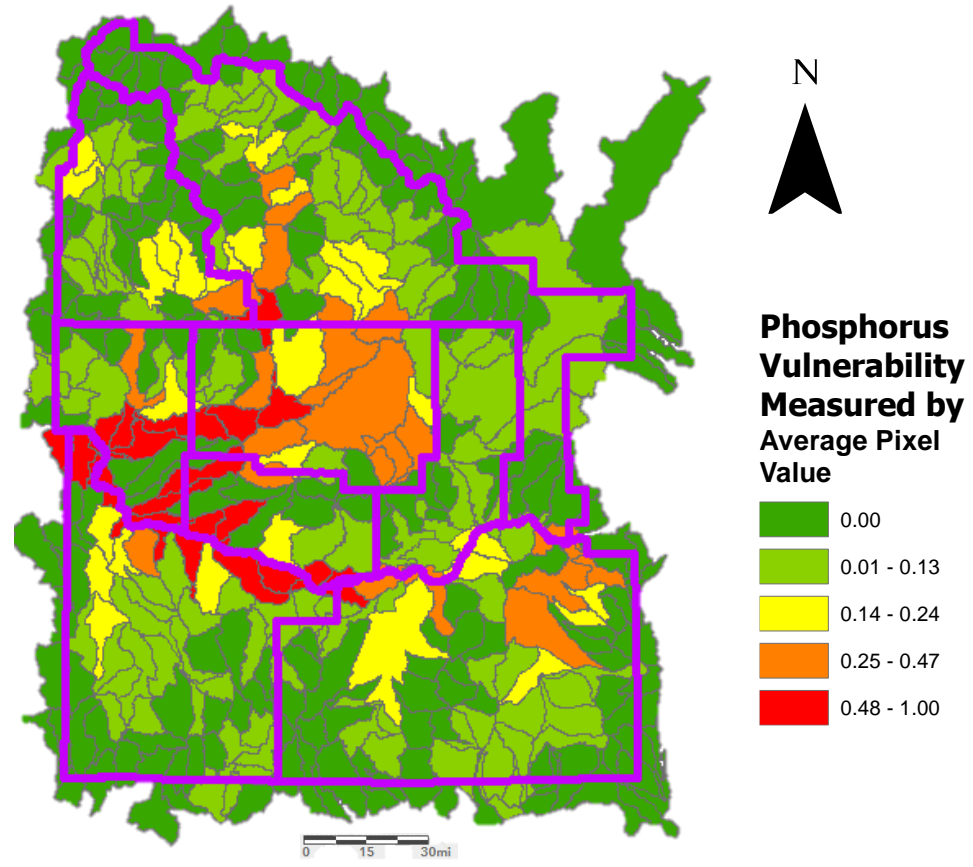 N
Phosphorus
Vulnerability
Measured by
Average Pixel
Value
0.00
0.01 - 0.13
0.14 - 0.24
0.25 - 0.47
0.48 - 1.00
0 15 30mi